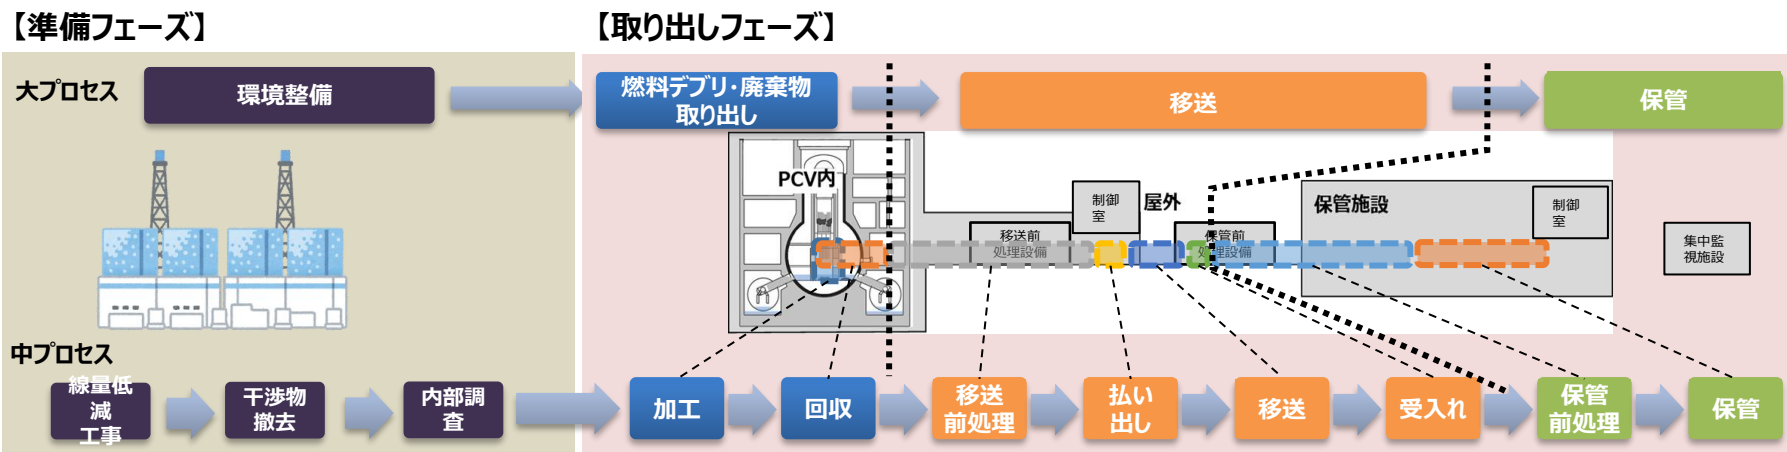 【準備フェーズ】
【取り出しフェーズ】
大プロセス
環境整備
燃料デブリ・廃棄物
取り出し
移送
保管
PCV内
制御
室
屋外
移送前
処理設備
保管前
処理設備
保管施設
制御
室
集中監
視施設
中プロセス
線量低
減
工事
干渉物
撤去
内部調
査
加工
回収
移送
前処理
払い
出し
移送
受入れ
保管
前処理
保管